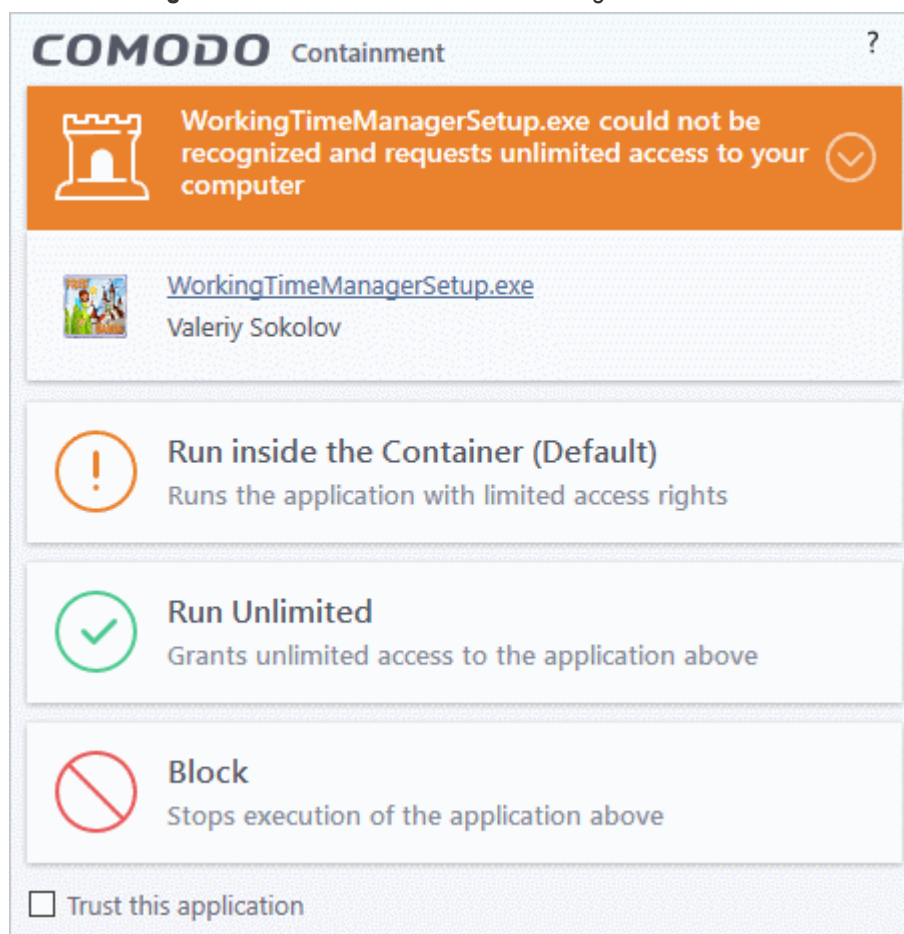 COMODO Containment ?
WorkingTimeManagerSetup.exe could not be
recognized and requests unlimited access to your
computer
WorkingTimeManagerSetup.exe
Valeriy Sokolov
Run inside the Container (Default)
Runs the application with limited access rights
Run Unlimited
Grants unlimited access to the application above
Block
Stops execution of the application above
Trust this application